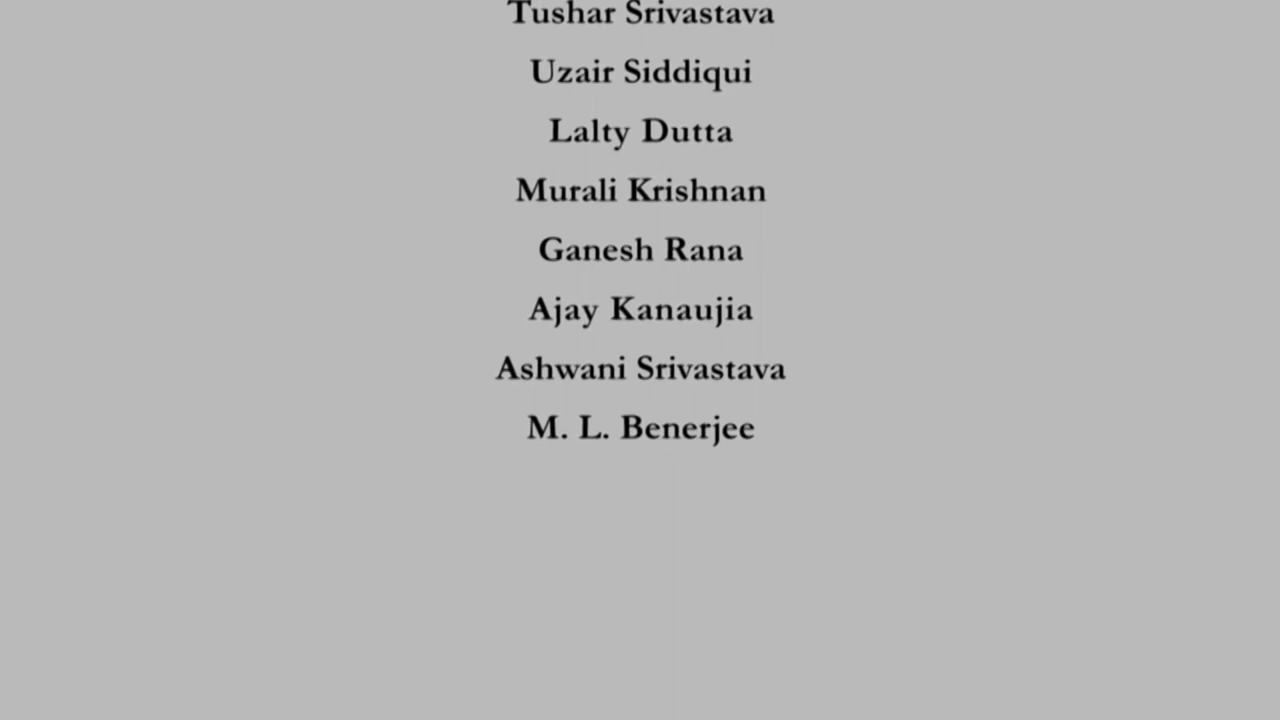 Tushar Srivastava
Uzair Siddiqui
Lalty Dutta
Murali Krishnan
Ganesh Rana
Ajay Kanaujia
Ashwani Srivastava
M. L. Benerjee